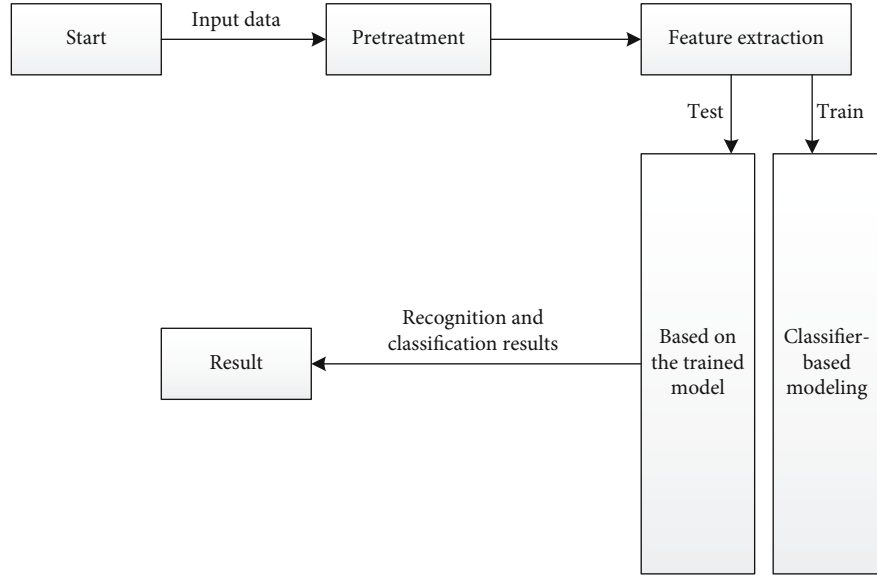 Start
Input data
Pretreatment
Feature extraction
Test
Train
Recognition and
classification results
Result
Based on
the trained
model
Classifier-
based
modeling